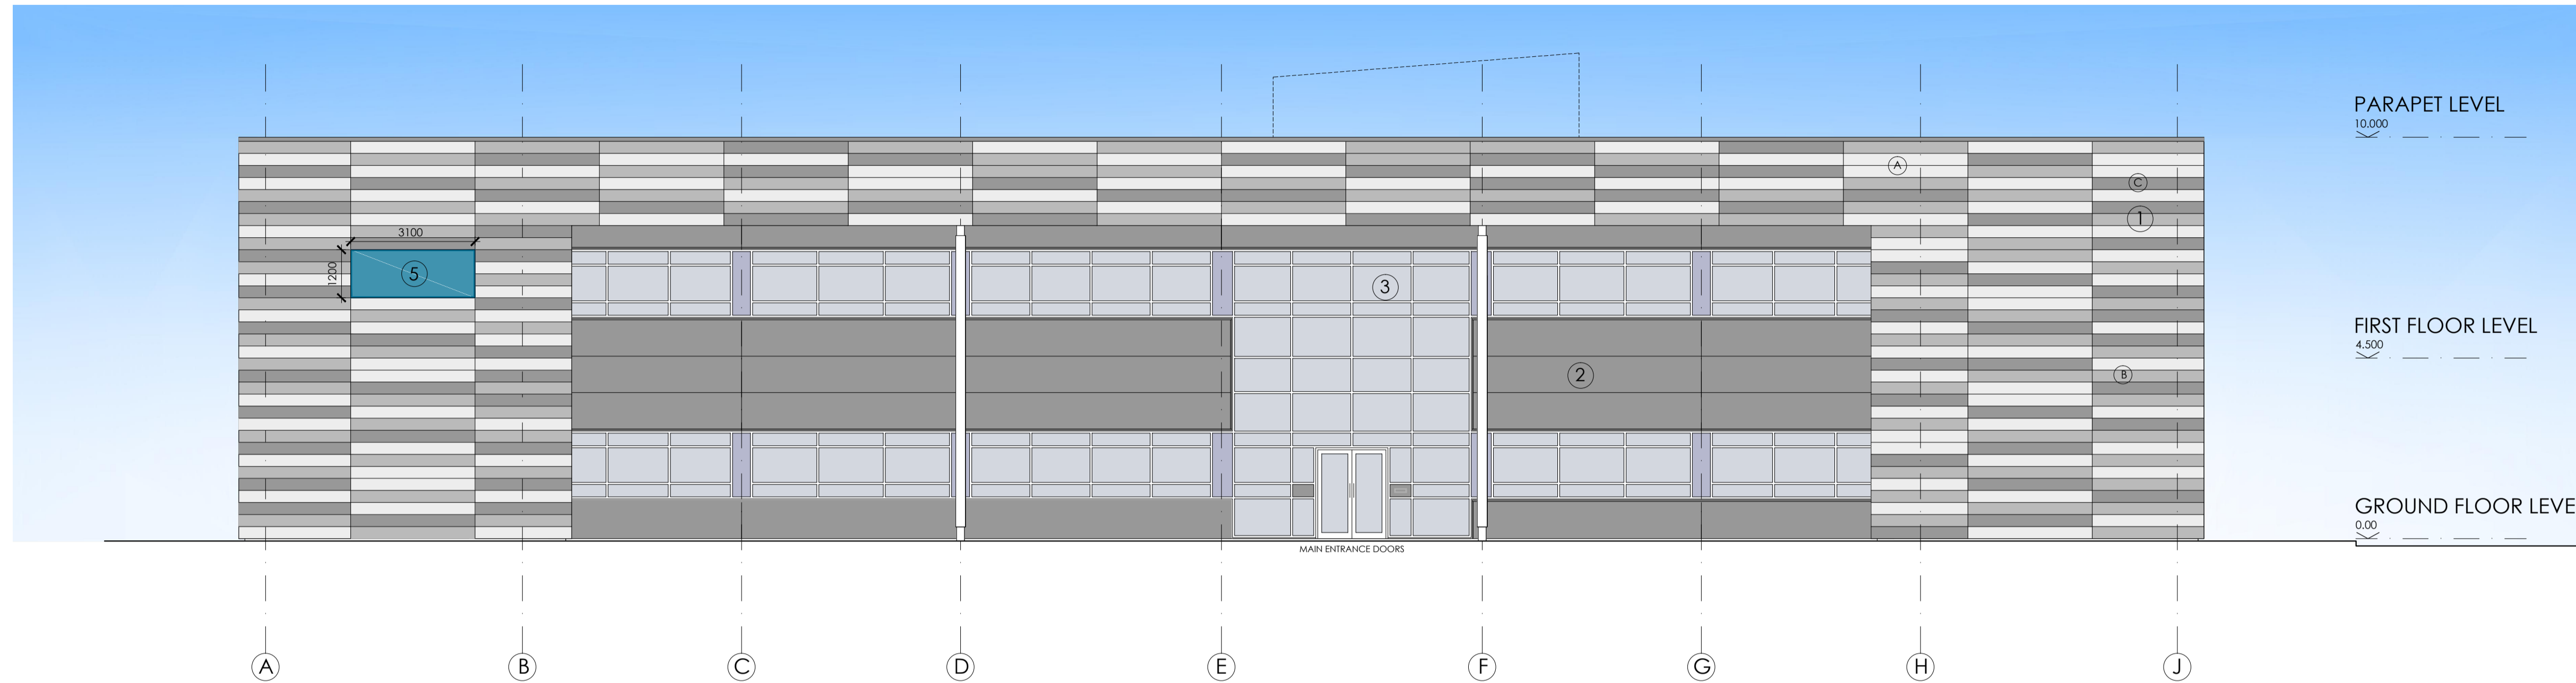 PARAPET LEVEL
10.000
A
C
1
3100
1200
5
3
FIRST FLOOR LEVEL
4.500
2
B
GROUND FLOOR LEVE
0.00
MAIN ENTRANCE DOORS
A
B
C
D
E
F
G
H
J